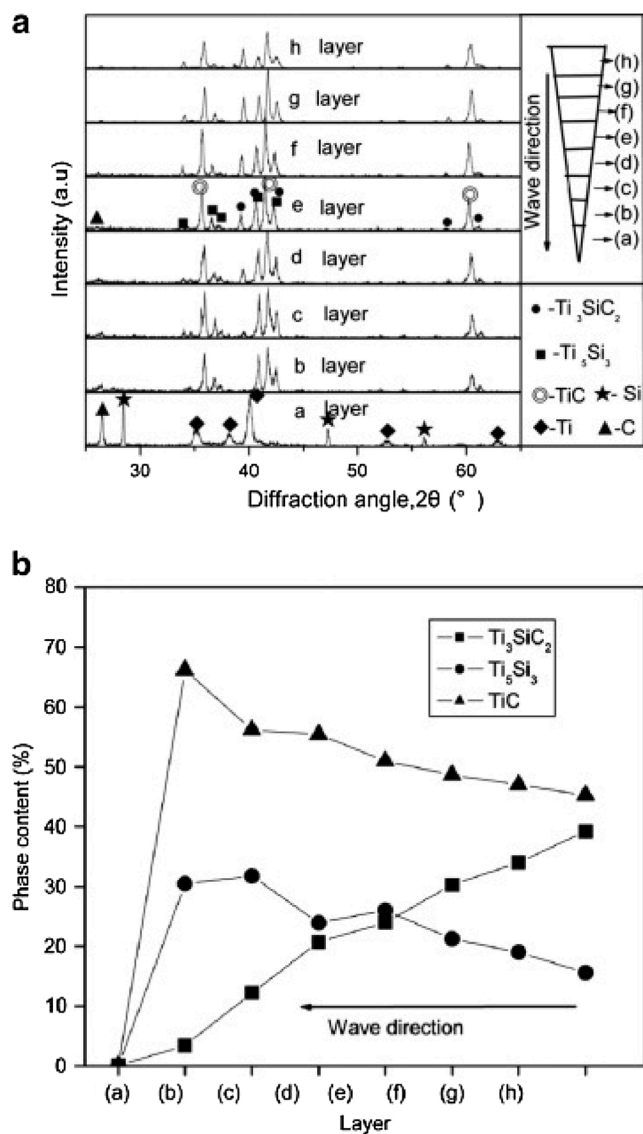 a
h layer
g layer
f layer
e layer
d layer
c layer
b layer
a layer
Intensity (a.u)
30 40 50 60
Diffraction angle,2θ (°)
Wave direction
(h)
(g)
(f)
(e)
(d)
(c)
(b)
(a)
-Ti3SiC2
-Ti5Si3
-TiC -Si
-Ti -C
b
80
70
60
50
40
30
20
10
0
Phase content (%)
Ti3SiC2
Ti5Si3
TiC
Wave direction
(a) (b) (c) (d) (e) (f) (g) (h)
Layer